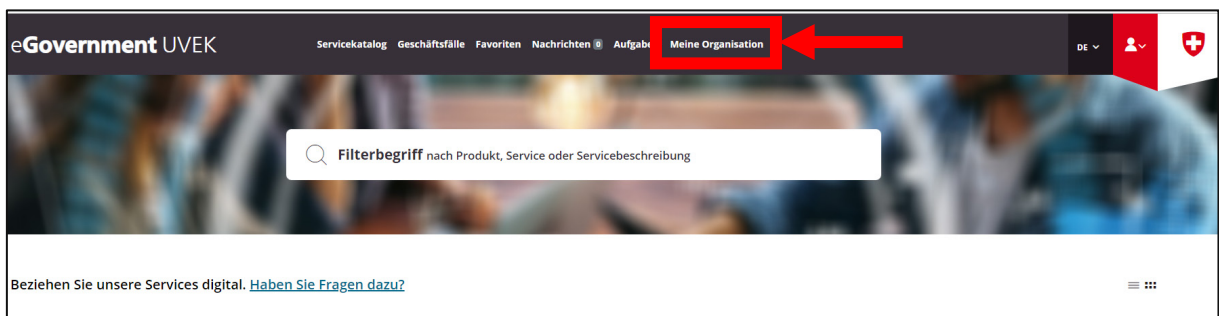 eGovernment UVEK
Servicekatalog Geschäftsfälle Favoriten Nachrichten 0 Aufgabe Meine Organisation
DE
Filterbegriff nach Produkt, Service oder Servicebeschreibung
Beziehen Sie unsere Services digital. Haben Sie Fragen dazu?